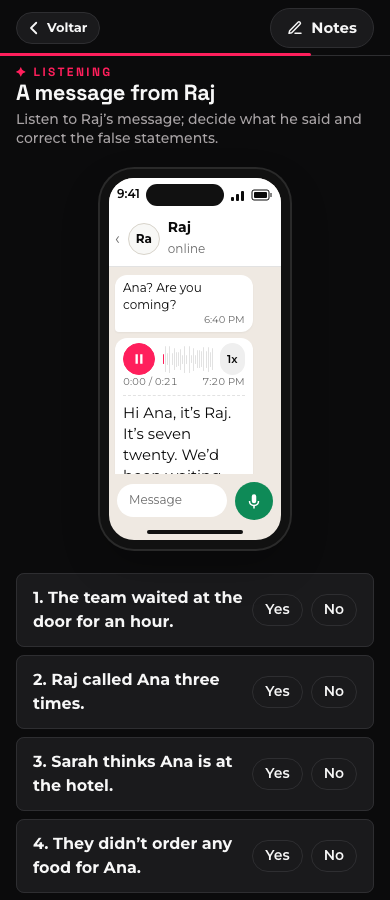 Voltar
Notes
LISTENING
A message from Raj
Listen to Raj’s message; decide what he said and
correct the false statements.
9:41
Ra
Raj
online
Ana? Are you
coming?
6:40 PM
1x
0:00 / 0:21
7:20 PM
Hi Ana, it’s Raj.
It’s seven
twenty. We’d
been waiting
Message
1. The team waited at the
door for an hour.
Yes
No
2. Raj called Ana three
times.
Yes
No
3. Sarah thinks Ana is at
the hotel.
Yes
No
4. They didn’t order any
food for Ana.
Yes
No